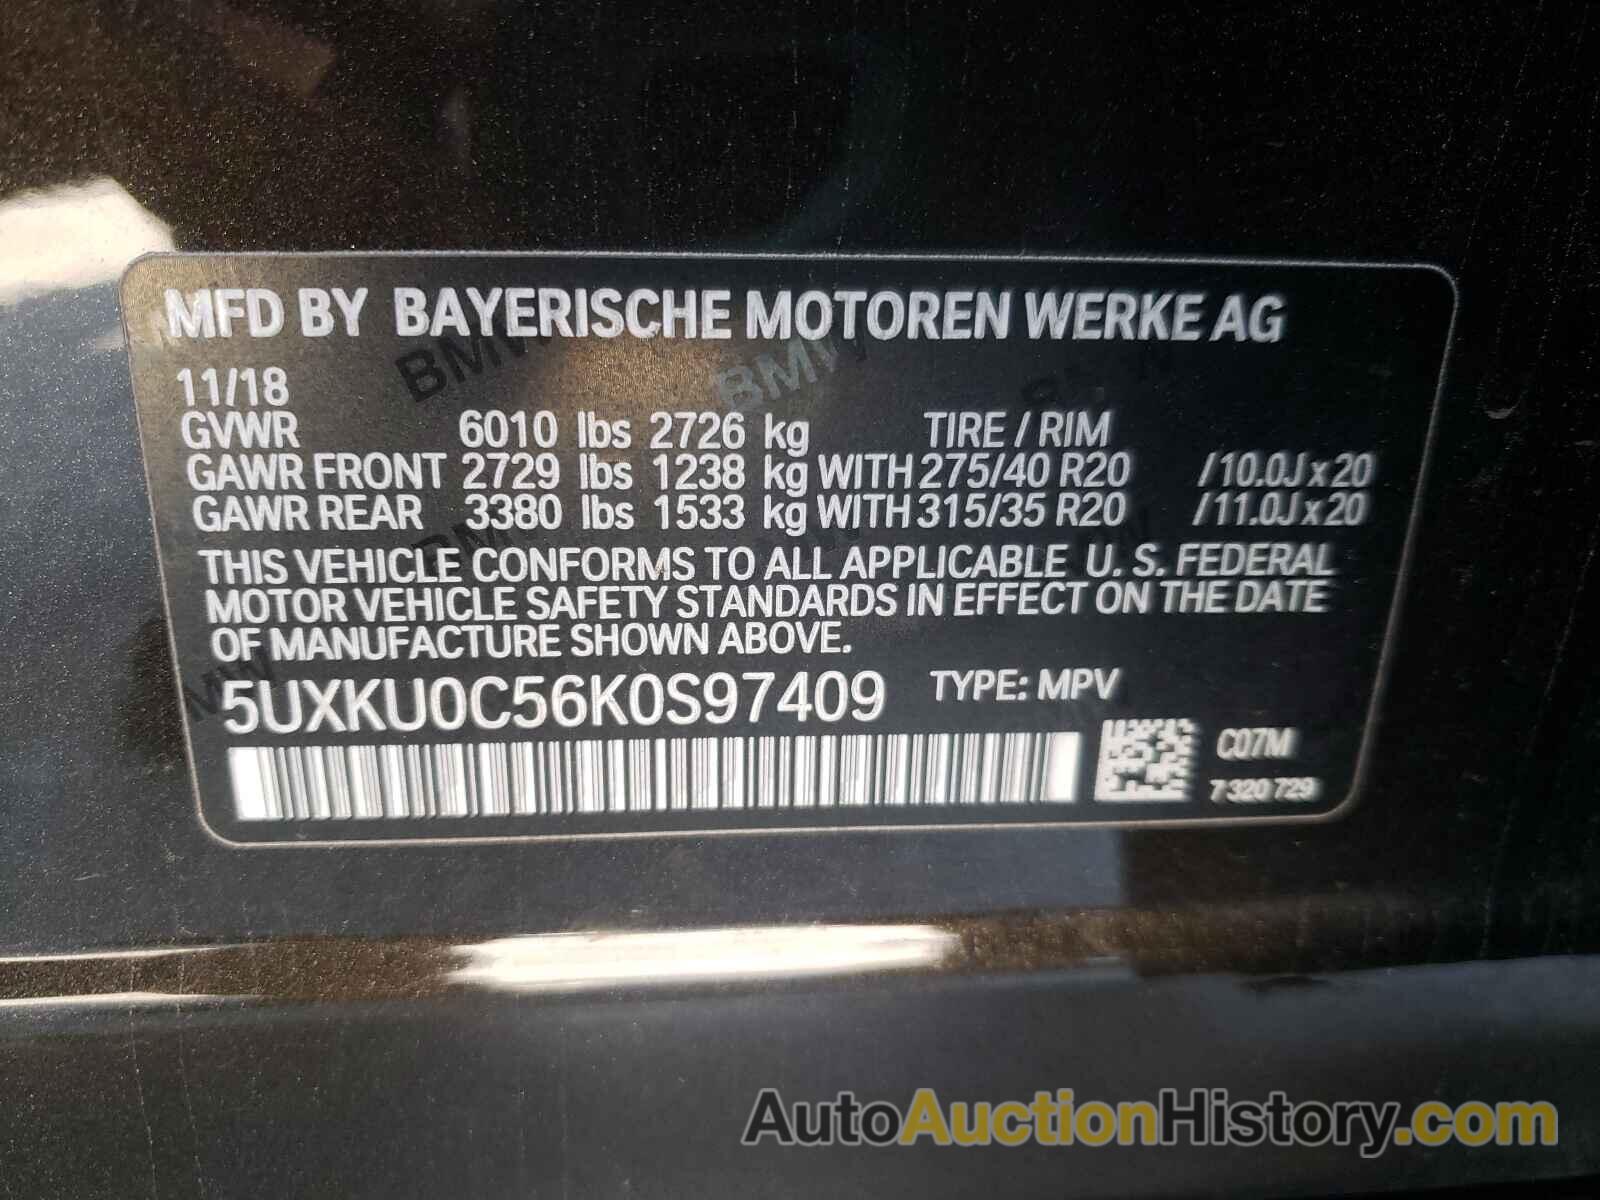 MFD BY BAYERISCHE MOTOREN WERKE AG
11/18
GVWR 6010 lbs 2726 kg TIRE / RIM
GAWR FRONT 2729 lbs 1238 kg WITH 275/40 R20 /10.0J x 20
GAWR REAR 3380 lbs 1533 kg WITH 315/35 R20 /11.0J x 20
THIS VEHICLE CONFORMS TO ALL APPLICABLE U. S. FEDERAL
MOTOR VEHICLE SAFETY STANDARDS IN EFFECT ON THE DATE
OF MANUFACTURE SHOWN ABOVE.
5UXKU0C56K0S97409 TYPE: MPV
C07M
7 320 729
AutoAuctionHistory.com